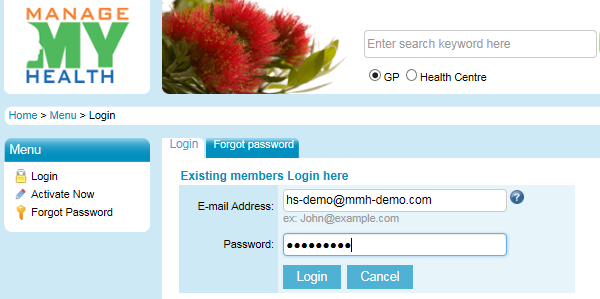 MANAGE
MY
HEALTH
Enter search keyword here
GP Health Centre
Home > Menu > Login
Menu
Login
Activate Now
Forgot Password
Login Forgot password
Existing members Login here
E-mail Address: hs-demo@mmh-demo.com ?
ex: John@example.com
Password: ●●●●●●●●●
Login Cancel